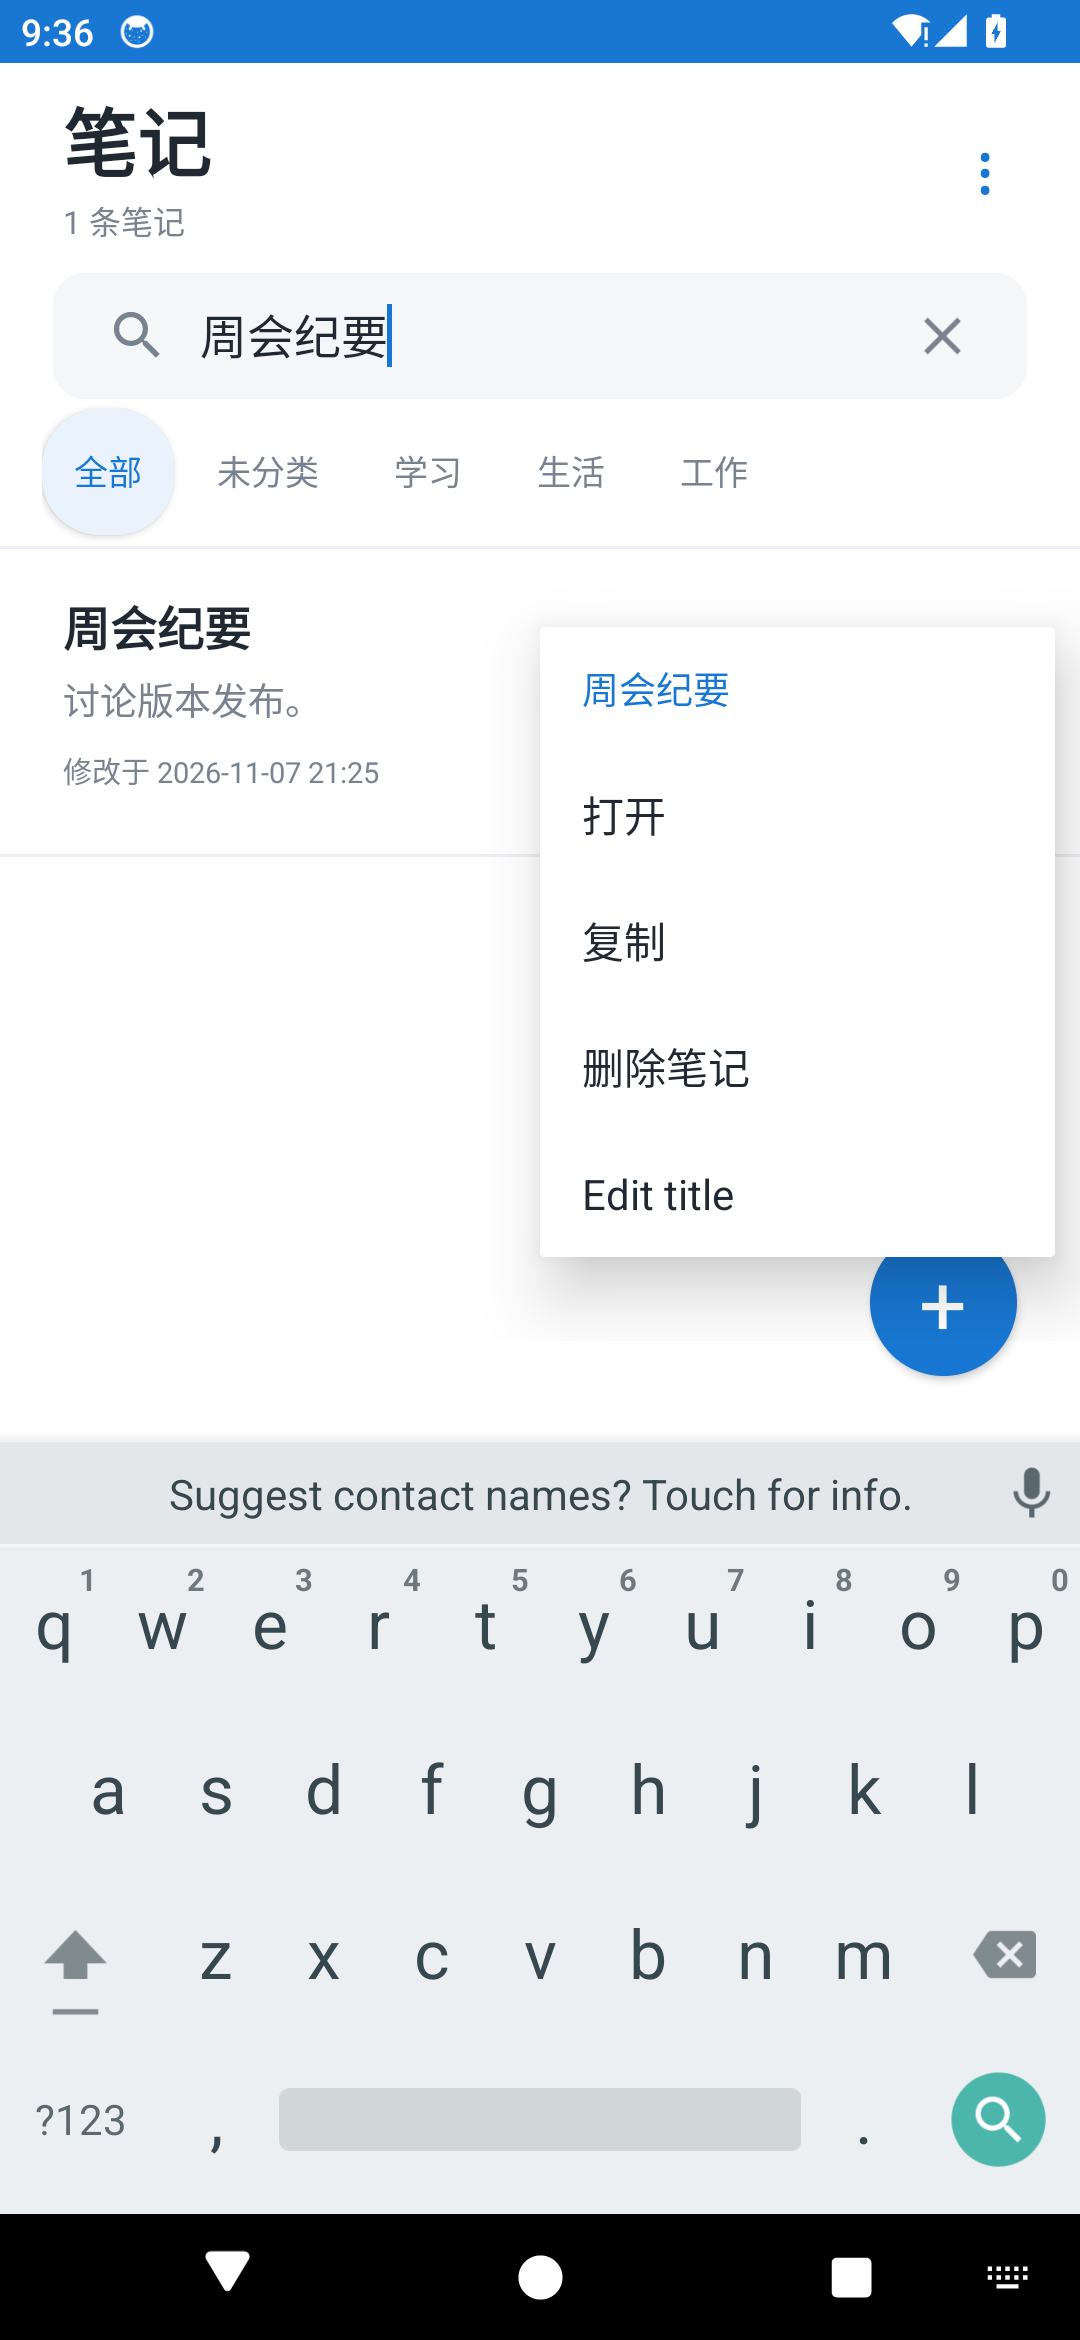 9:36
笔记
1 条笔记
周会纪要
全部 未分类 学习 生活 工作
周会纪要
讨论版本发布。
修改于 2026-11-07 21:25
周会纪要
打开
复制
删除笔记
Edit title
+
Suggest contact names? Touch for info.
1 2 3 4 5 6 7 8 9 0
q w e r t y u i o p
a s d f g h j k l
z x c v b n m
?123 , .